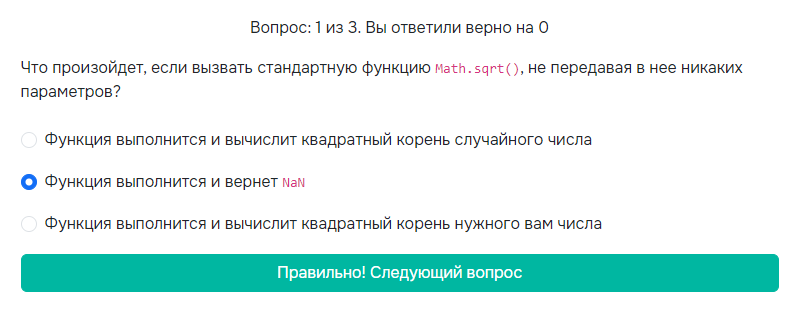 Вопрос: 1 из 3. Вы ответили верно на 0
Что произойдет, если вызвать стандартную функцию Math.sqrt(), не передавая в нее никаких
параметров?
Функция выполнится и вычислит квадратный корень случайного числа
Функция выполнится и вернет NaN
Функция выполнится и вычислит квадратный корень нужного вам числа
Правильно! Следующий вопрос